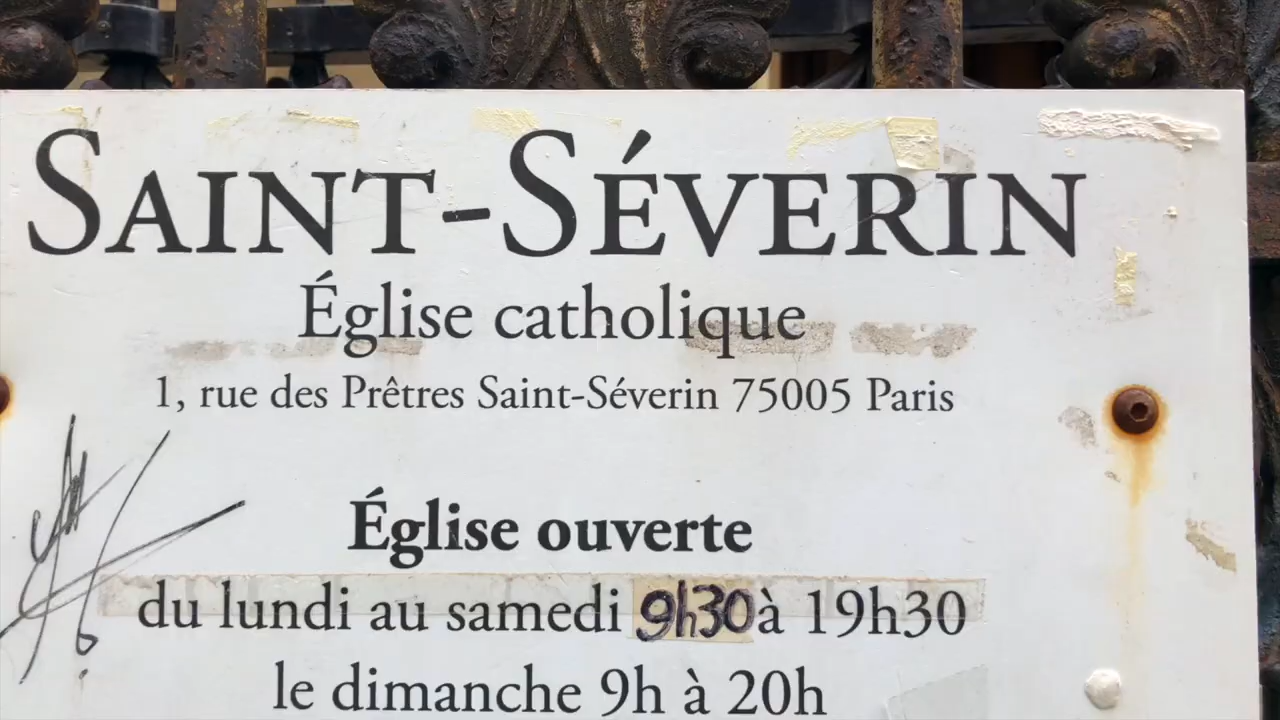 SAINT-SÉVERIN
Église catholique
1, rue des Prêtres Saint-Séverin 75005 Paris
Église ouverte
du lundi au samedi 9h30 à 19h30
le dimanche 9h à 20h